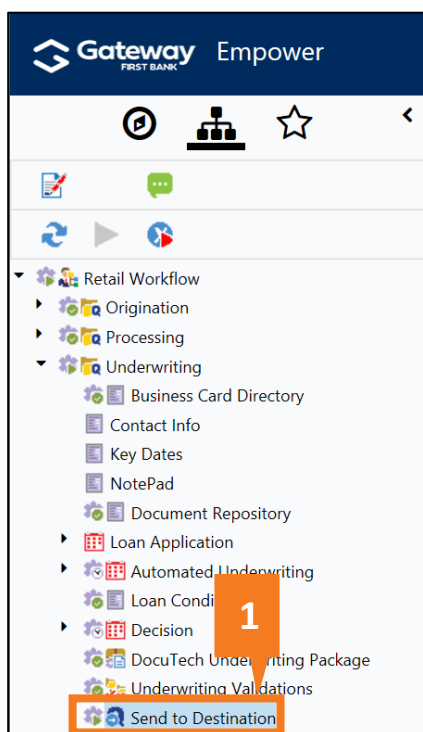 Gateway Empower
FIRST BANK
Retail Workflow
Origination
Processing
Underwriting
Business Card Directory
Contact Info
Key Dates
NotePad
Document Repository
Loan Application
Automated Underwriting
Loan Condi
1
Decision
DocuTech Underwriting Package
Underwriting Validations
Send to Destination